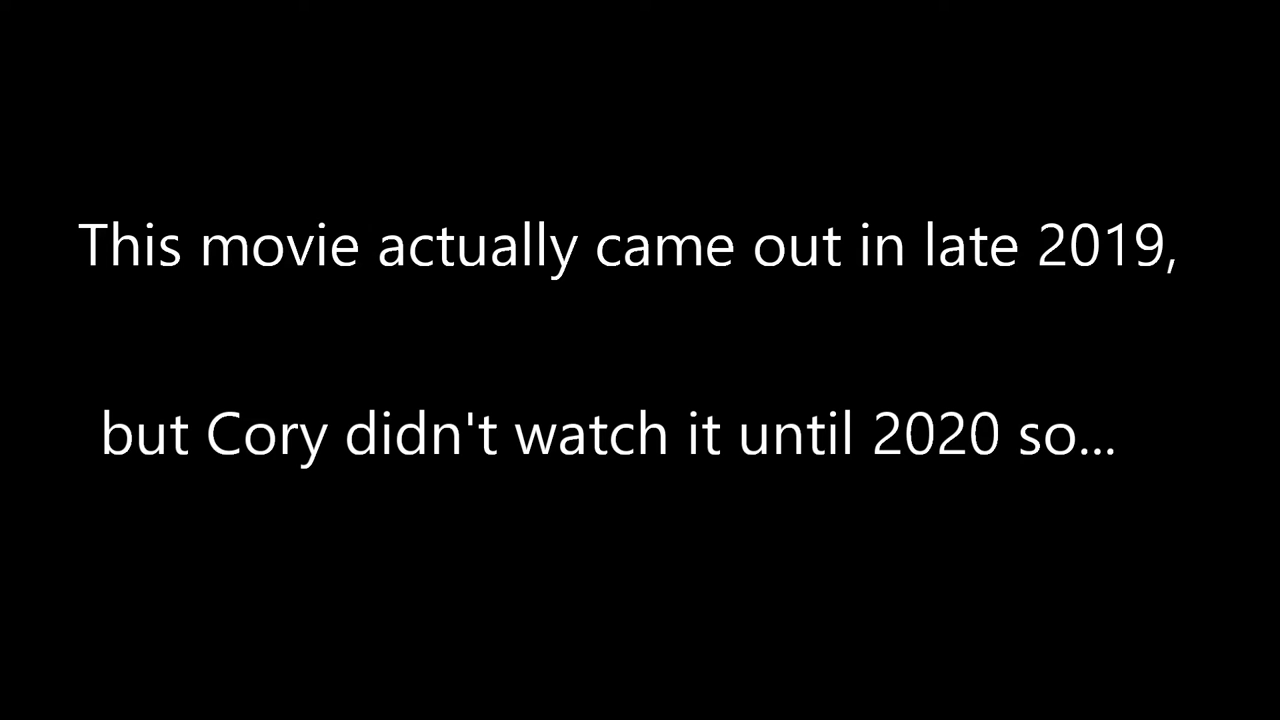 This movie actually came out in late 2019,
but Cory didn't watch it until 2020 so...